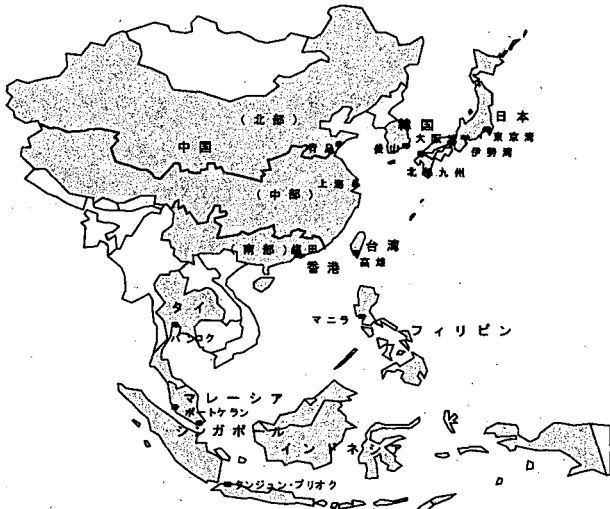 (北部)
韓国
日本
中国
青島
釜山
大阪湾
東京湾
伊勢湾
北部九州
上海
(中部)
(南部)
塩田
台湾
香港
高雄
タイ
マニラ
フィリピン
バンコク
マレーシア
ポートケラン
シンガポール
インドネシア
タンジュン・プリオク